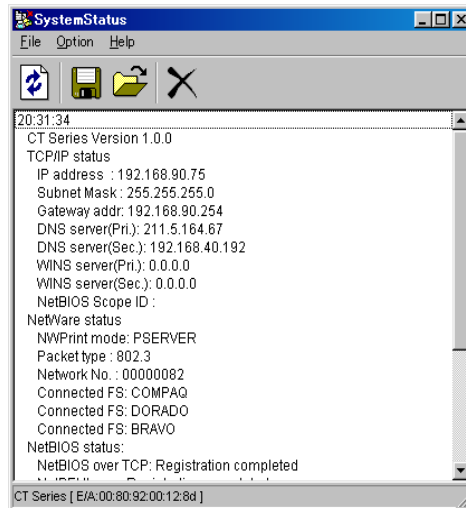 SystemStatus
File Option Help
20:31:34
CT Series Version 1.0.0
TCP/IP status
IP address : 192.168.90.75
Subnet Mask : 255.255.255.0
Gateway addr: 192.168.90.254
DNS server(Pri.): 211.5.164.67
DNS server(Sec.): 192.168.40.192
WINS server(Pri.): 0.0.0.0
WINS server(Sec.): 0.0.0.0
NetBIOS Scope ID :
NetWare status
NWPrint mode: PSERVER
Packet type : 802.3
Network No. : 00000082
Connected FS: COMPAQ
Connected FS: DORADO
Connected FS: BRAVO
NetBIOS status:
NetBIOS over TCP: Registration completed
CT Series [ E/A:00:80:92:00:12:8d ]